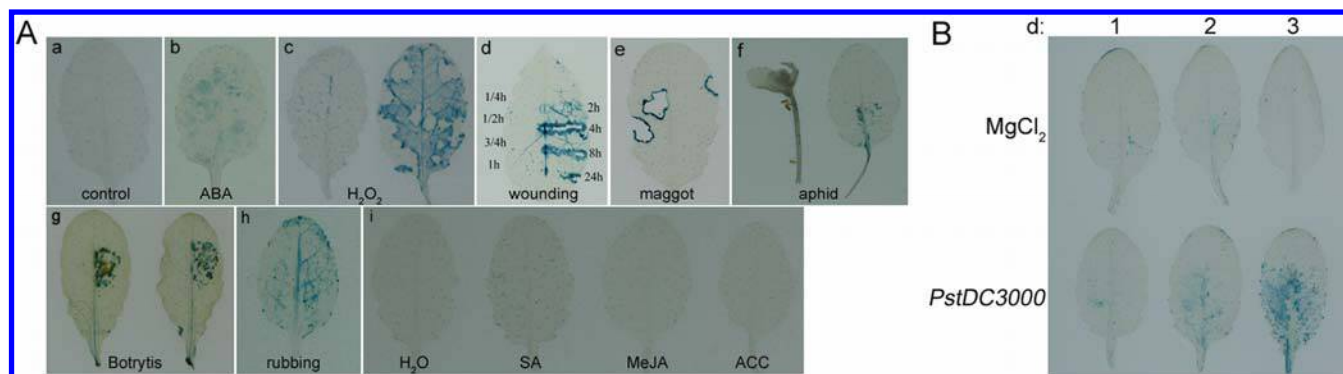 A
a
b
c
d
e
f
1/4h
1/2h
3/4h
1h
2h
4h
8h
24h
control
ABA
H₂O₂
wounding
maggot
aphid
g
h
i
Botrytis
rubbing
H₂O
SA
MeJA
ACC
B
d: 1 2 3
MgCl₂
PstDC3000